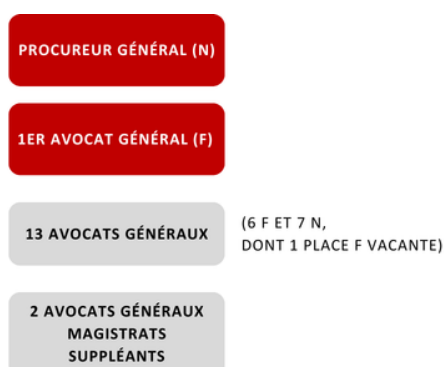 PROCUREUR GÉNÉRAL (N)
1ER AVOCAT GÉNÉRAL (F)
13 AVOCATS GÉNÉRAUX
(6 F ET 7 N,
DONT 1 PLACE F VACANTE)
2 AVOCATS GÉNÉRAUX
MAGISTRATS
SUPPLÉANTS